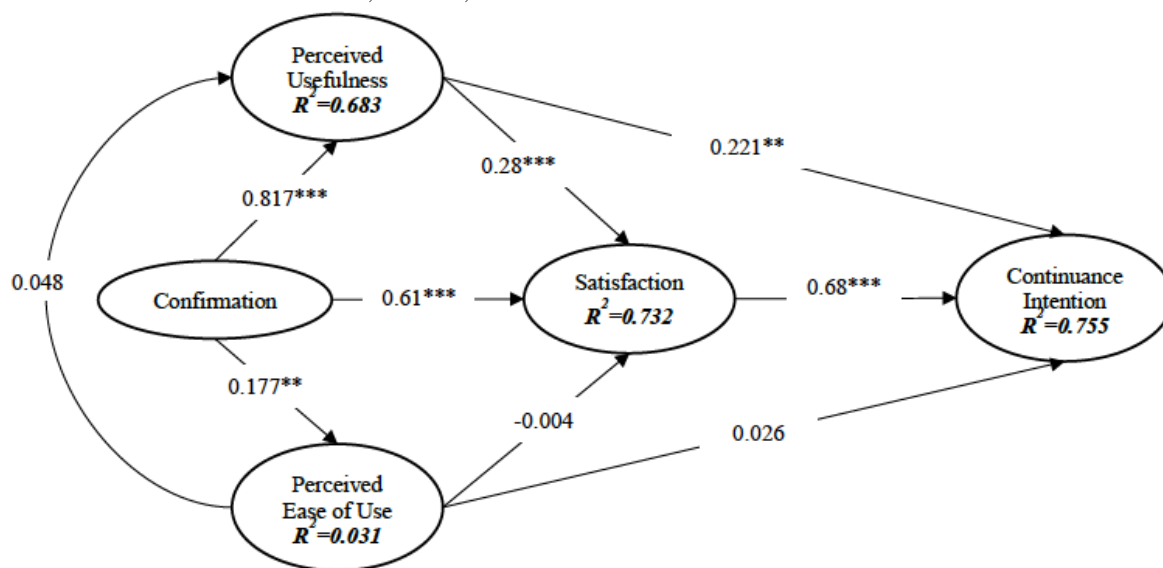 Perceived
Usefulness
R²=0.683
0.221**
0.28***
0.817***
0.048
Confirmation
0.61***
Satisfaction
R²=0.732
0.68***
Continuance
Intention
R²=0.755
0.177**
-0.004
0.026
Perceived
Ease of Use
R²=0.031